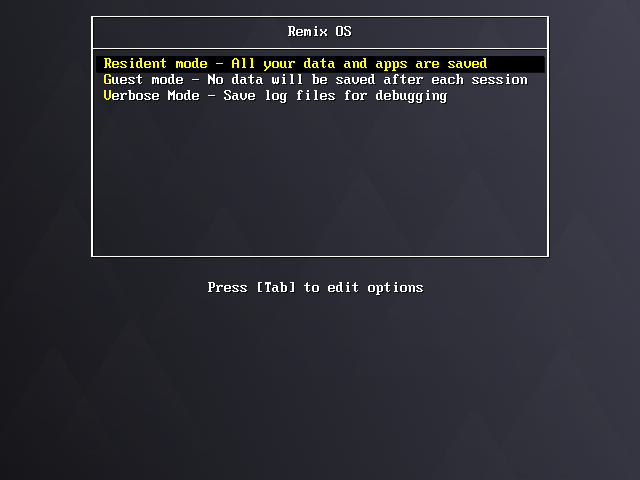 Remix OS
Resident mode - All your data and apps are saved
Guest mode - No data will be saved after each session
Verbose Mode - Save log files for debugging
Press [Tab] to edit options